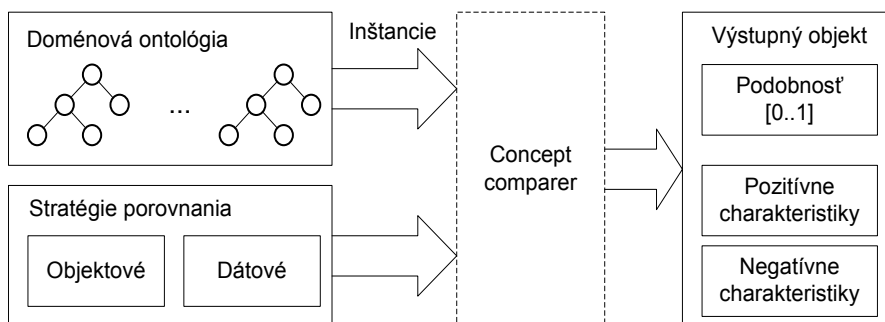 Doménová ontológia
...
Inštancie
Stratégie porovnania
Objektové
Dátové
Concept
comparer
Výstupný objekt
Podobnosť
[0..1]
Pozitívne
charakteristiky
Negatívne
charakteristiky